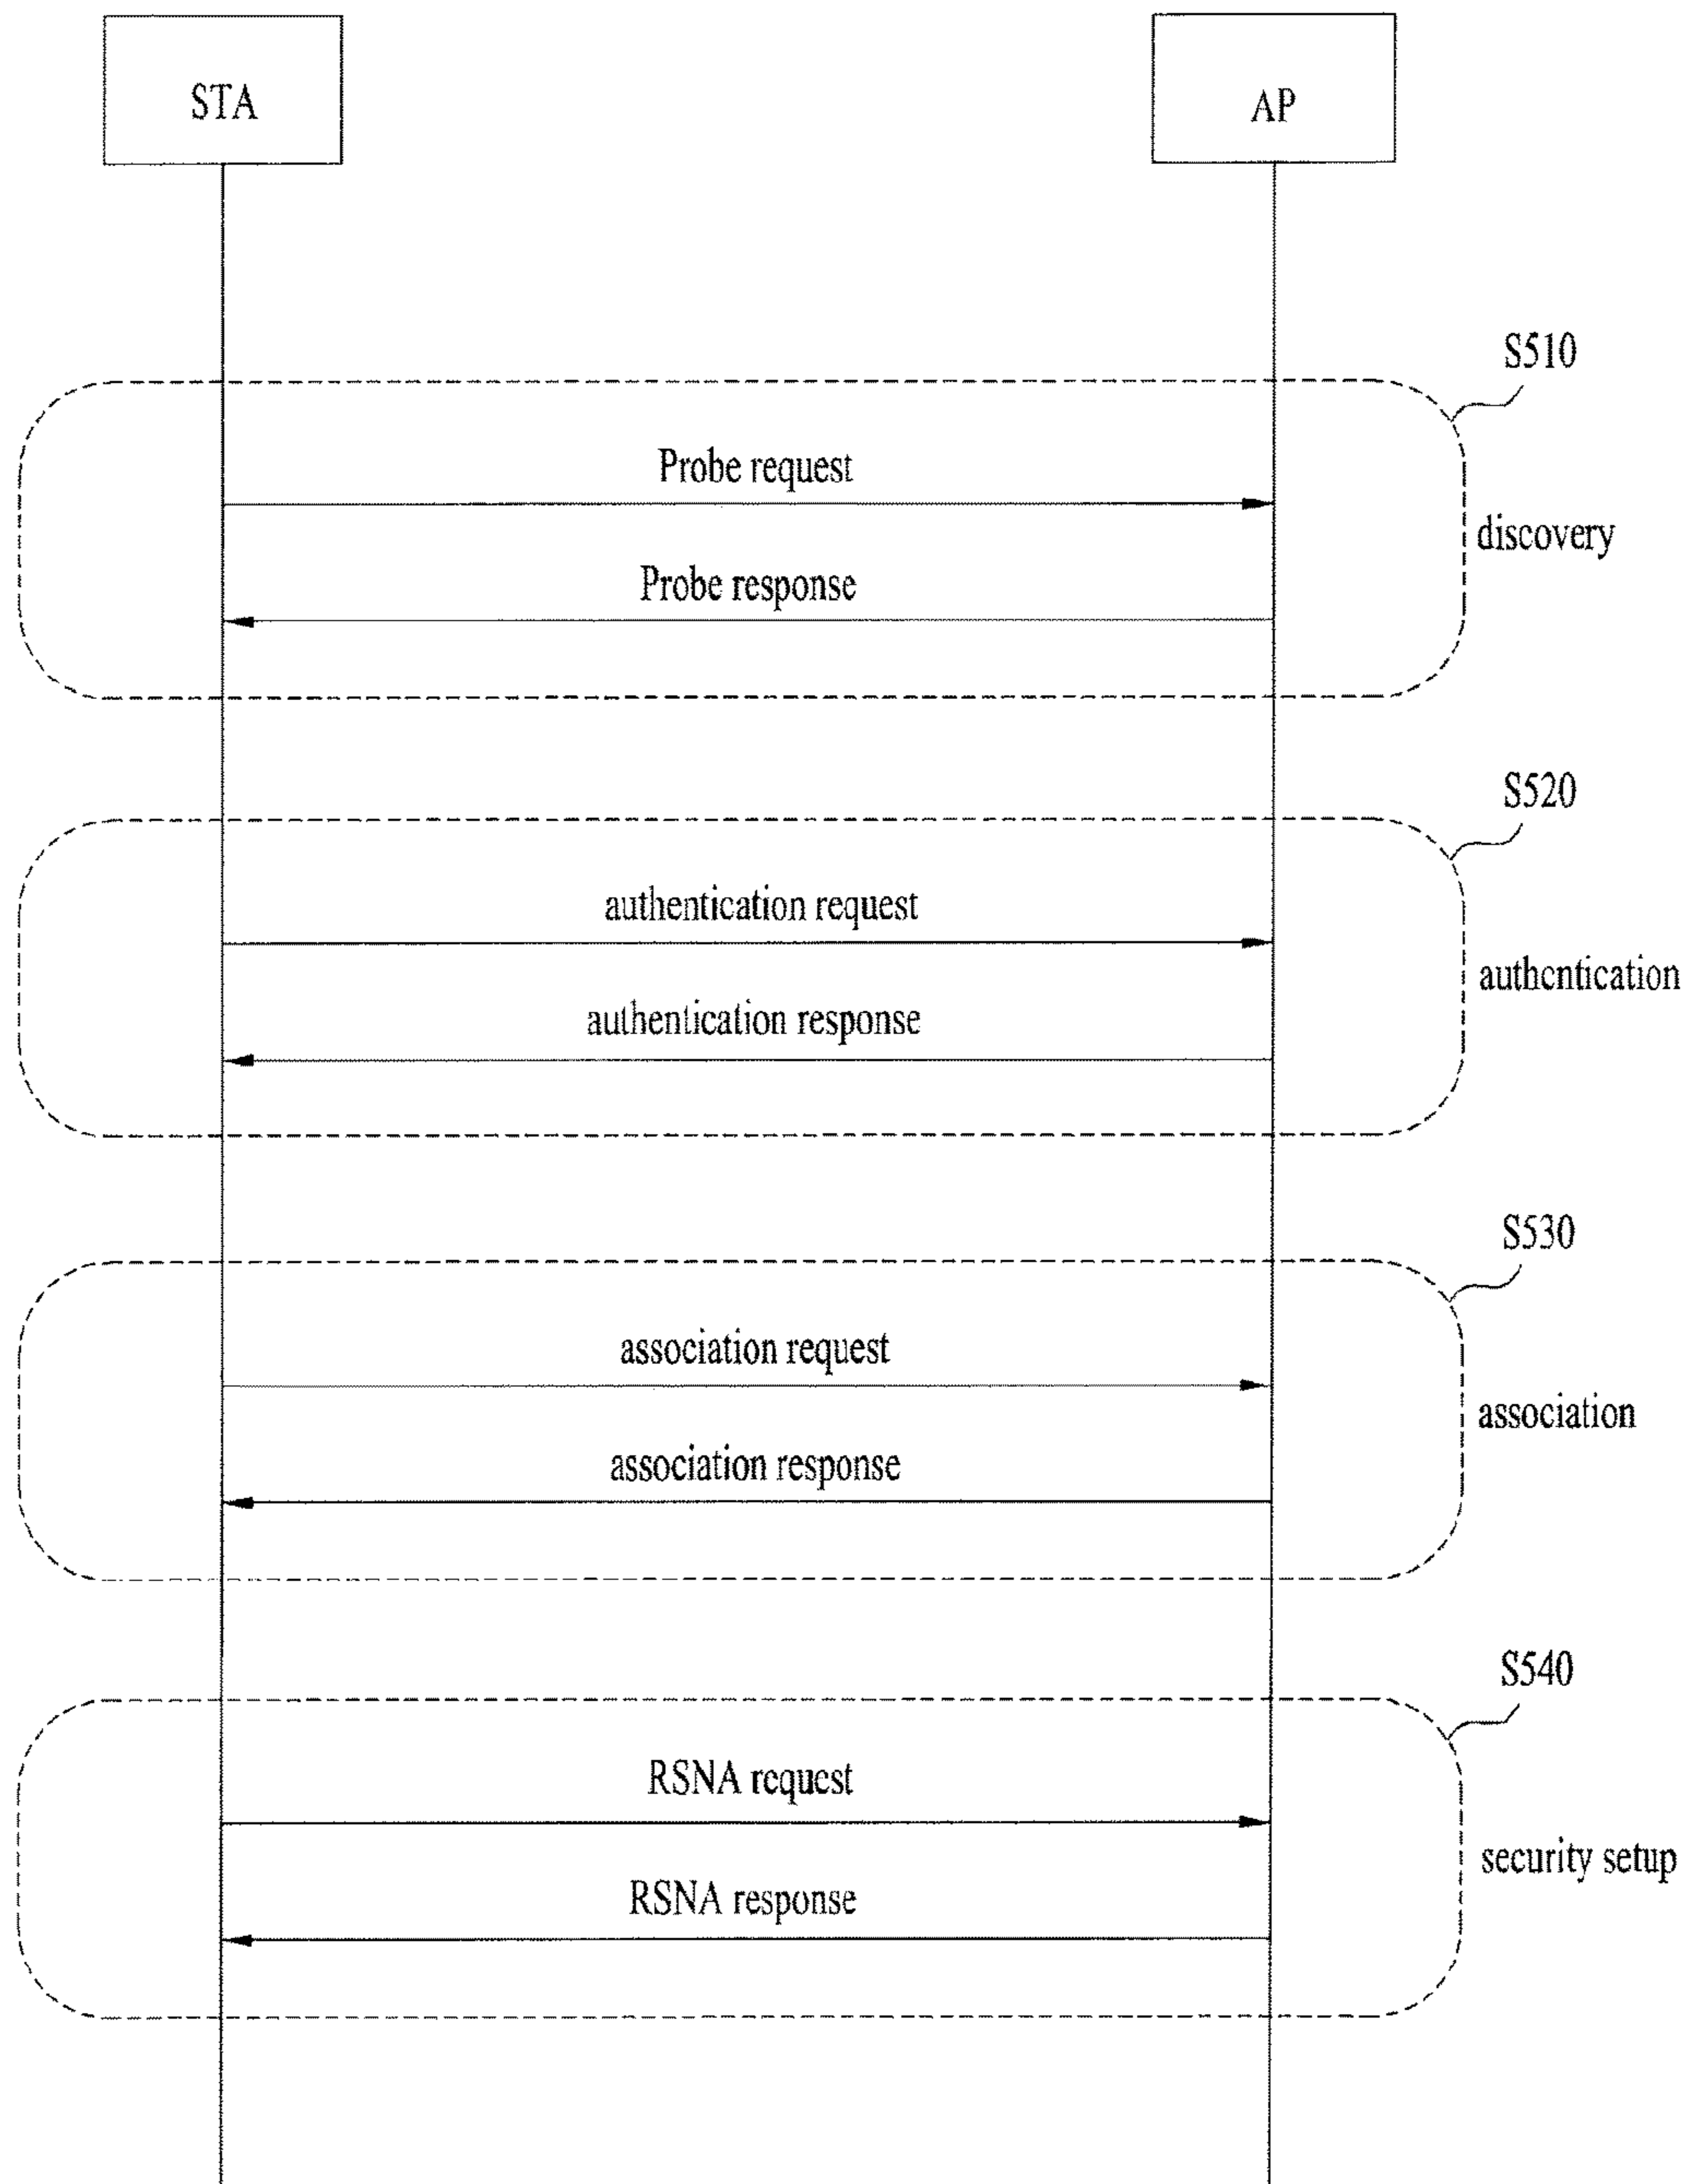 STA
AP
S510
Probe request
discovery
Probe response
S520
authentication request
authentication
authentication response
S530
association request
association
association response
S540
RSNA request
security setup
RSNA response